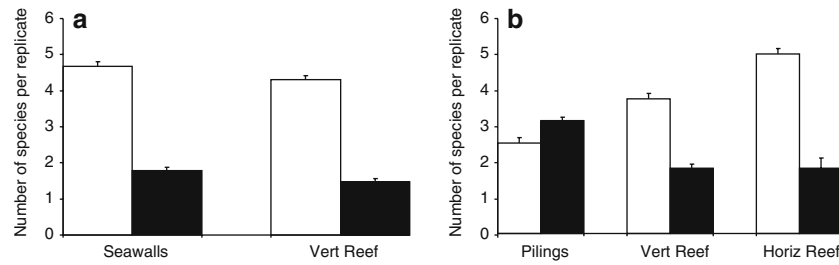 a
Number of species per replicate
6
5
4
3
2
1
0
Seawalls
Vert Reef
b
Number of species per replicate
6
5
4
3
2
1
0
Pilings
Vert Reef
Horiz Reef